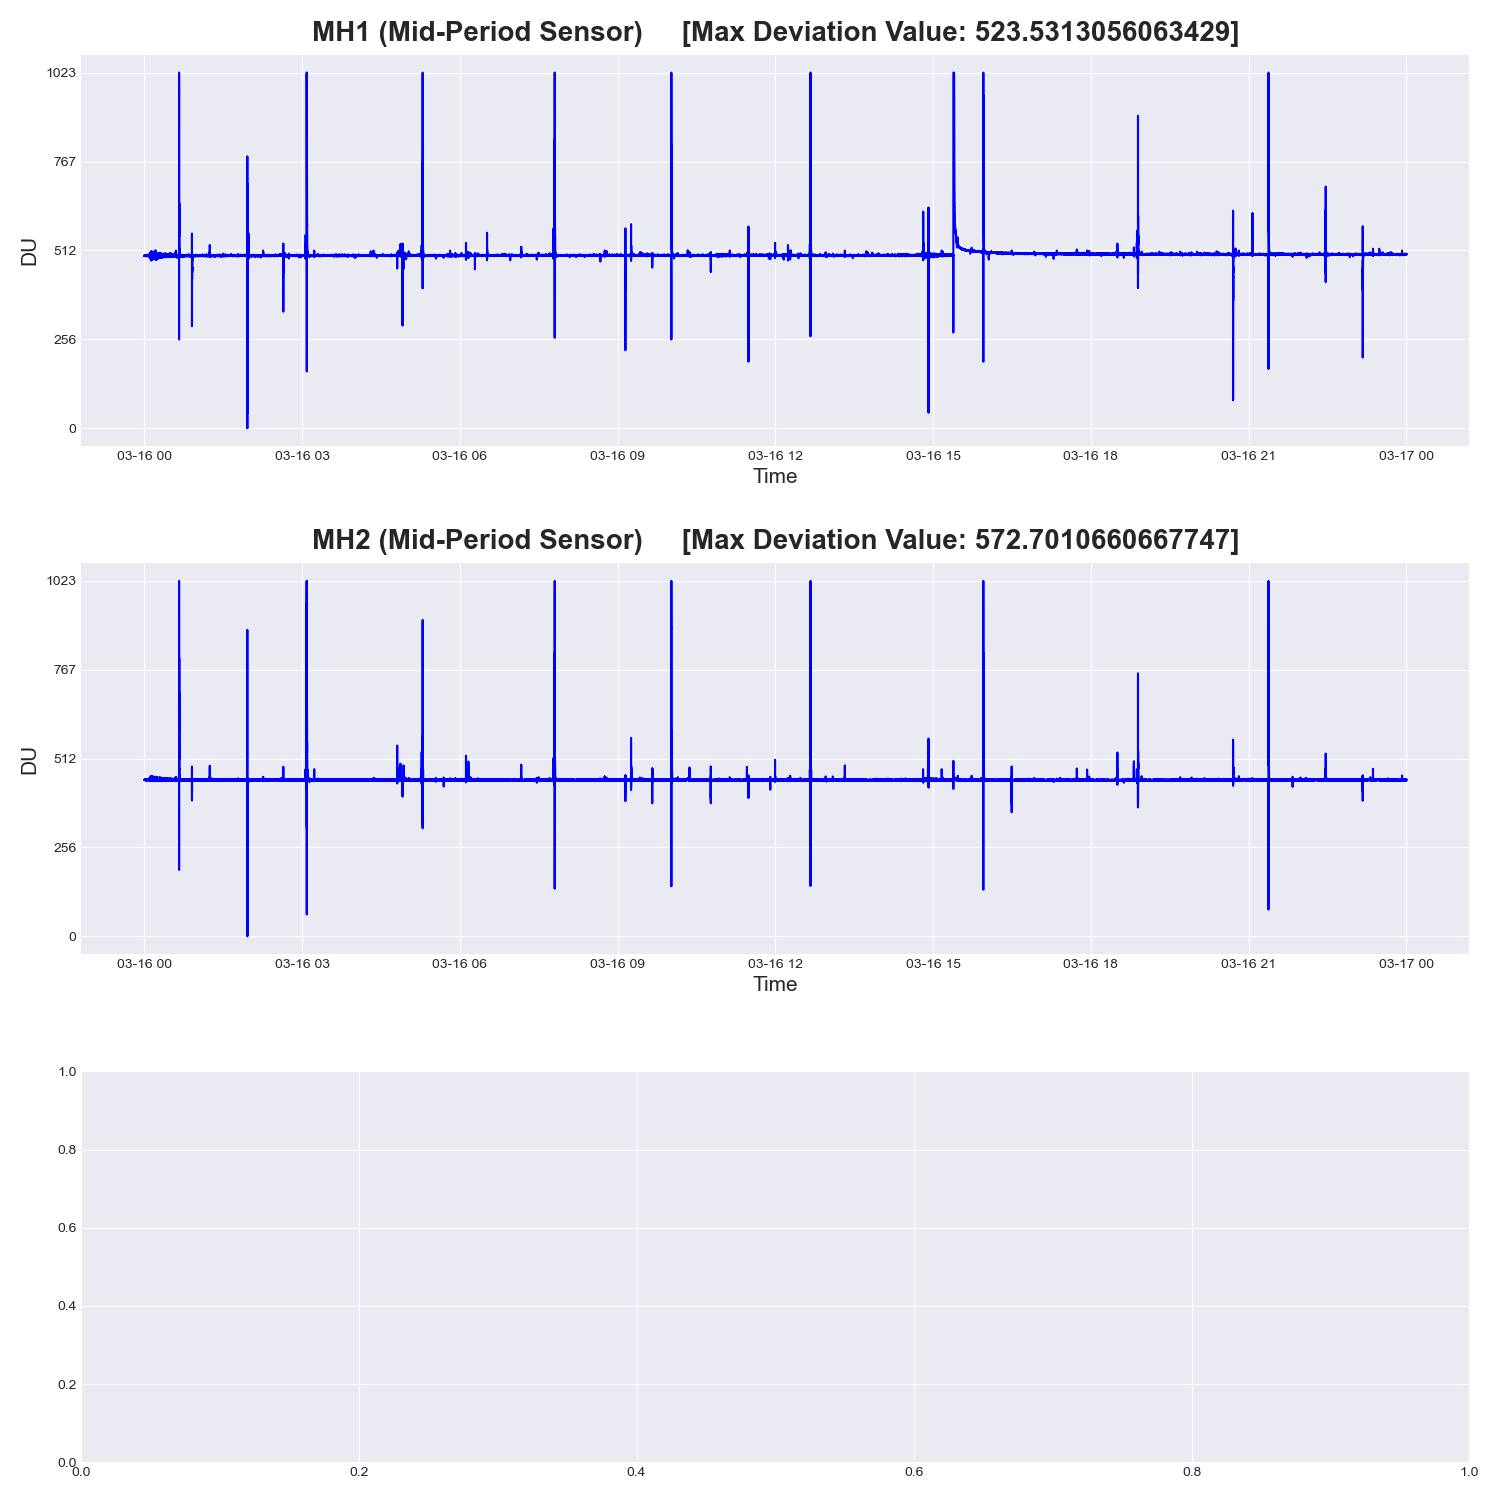 MH1 (Mid-Period Sensor) [Max Deviation Value: 523.5313056063429]
1023
767
512
256
0
DU
03-16 00 03-16 03 03-16 06 03-16 09 03-16 12 03-16 15 03-16 18 03-16 21 03-17 00
Time
MH2 (Mid-Period Sensor) [Max Deviation Value: 572.7010660667747]
1023
767
512
256
0
DU
03-16 00 03-16 03 03-16 06 03-16 09 03-16 12 03-16 15 03-16 18 03-16 21 03-17 00
Time
1.0
0.8
0.6
0.4
0.2
0.0
0.0 0.2 0.4 0.6 0.8 1.0